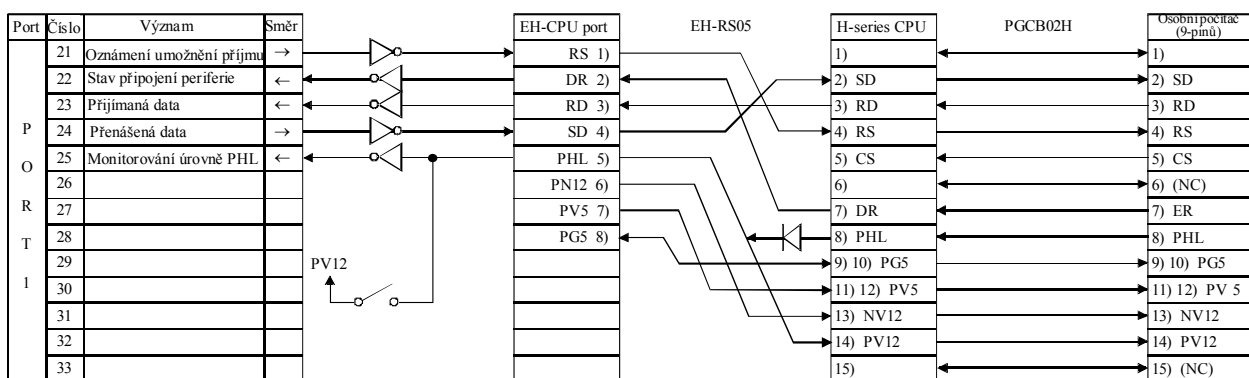 Port Číslo Význam Směr EH-CPU port EH-RS05 H-series CPU PGCB02H Osobní počítač
(9-pinů)
21 Oznámení umožnění příjmu → RS 1) 1) 1)
22 Stav připojení periferie ← DR 2) 2) SD 2) SD
23 Přijímaná data ← RD 3) 3) RD 3) RD
P 24 Přenášená data → SD 4) 4) RS 4) RS
O 25 Monitorování úrovně PHL ← PHL 5) 5) CS 5) CS
26 PN12 6) 6) 6) (NC)
R 27 PV5 7) 7) DR 7) ER
T 28 PG5 8) 8) PHL 8) PHL
29 PV12 9) 10) PG5 9) 10) PG5
1 30 11) 12) PV5 11) 12) PV 5
31 13) NV12 13) NV12
32 14) PV12 14) PV12
33 15) 15) (NC)